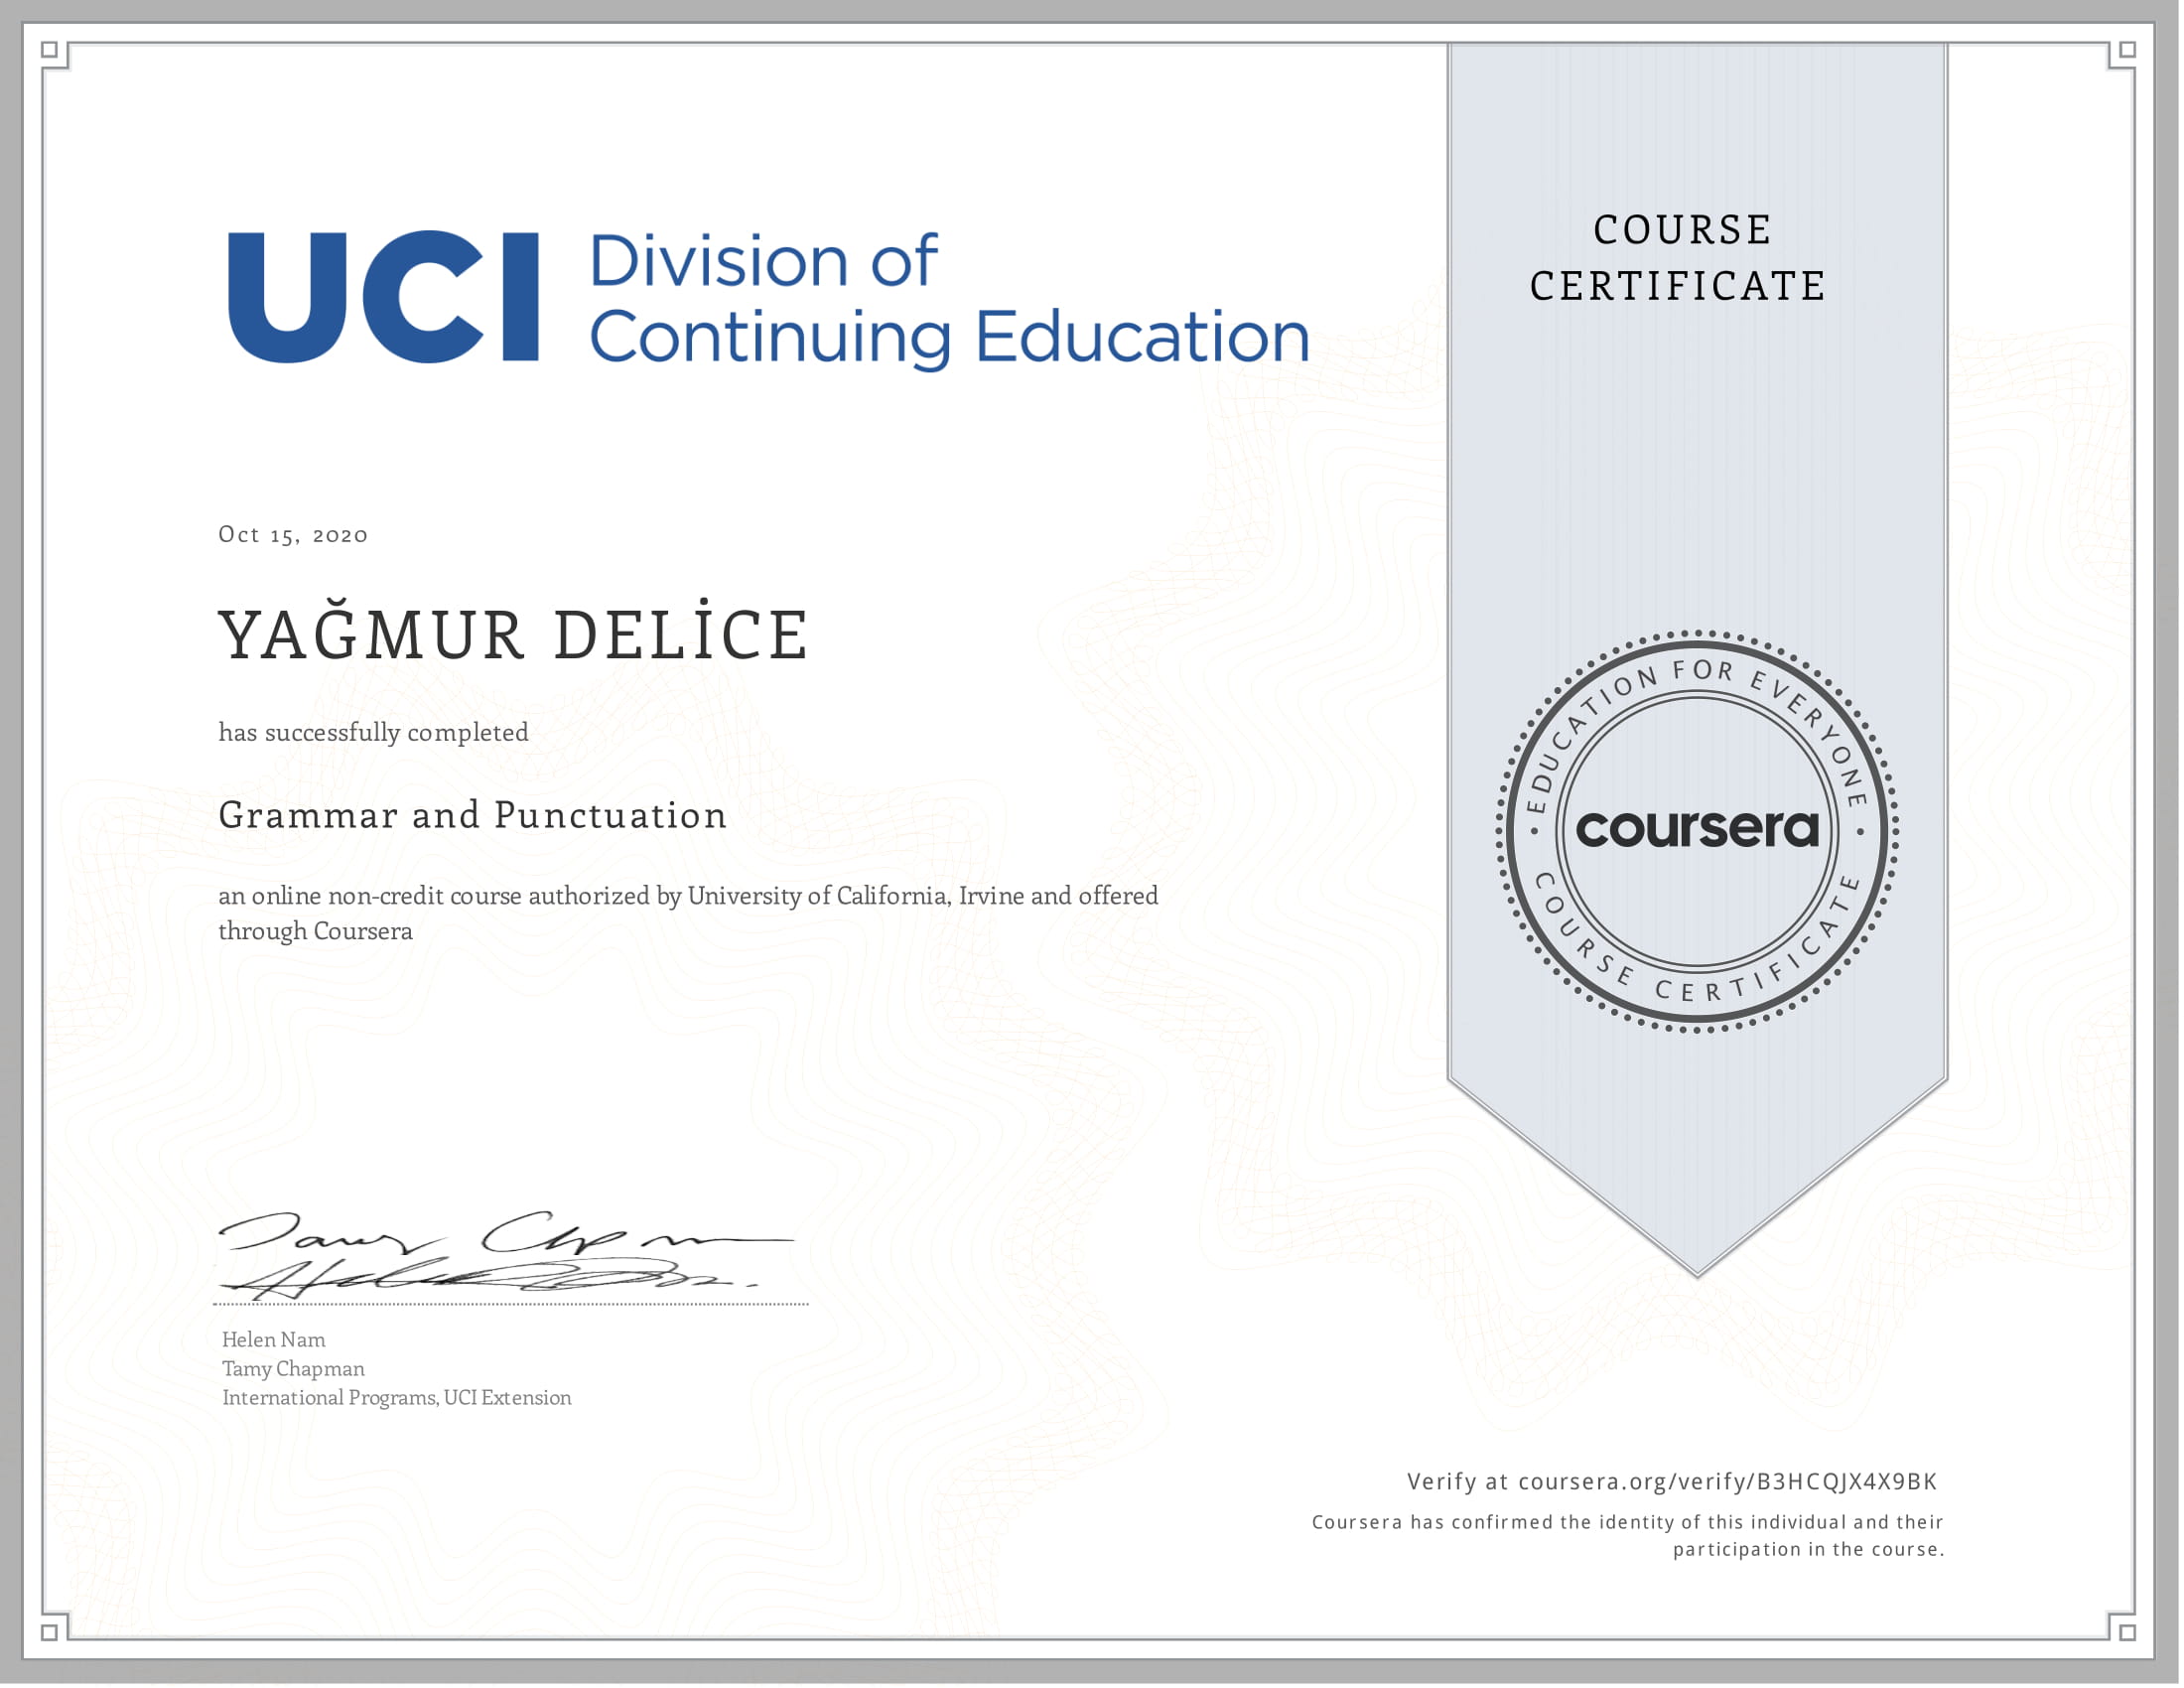 UCI
Division of
Continuing Education
COURSE
CERTIFICATE
Oct 15, 2020
YAĞMUR DELİCE
has successfully completed
Grammar and Punctuation
an online non-credit course authorized by University of California, Irvine and offered
through Coursera
EDUCATION FOR EVERYONE
coursera
COURSE CERTIFICATE
Tamy Chapman
Helen Nam
Tamy Chapman
International Programs, UCI Extension
Verify at coursera.org/verify/B3HCQJX4X9BK
Coursera has confirmed the identity of this individual and their
participation in the course.